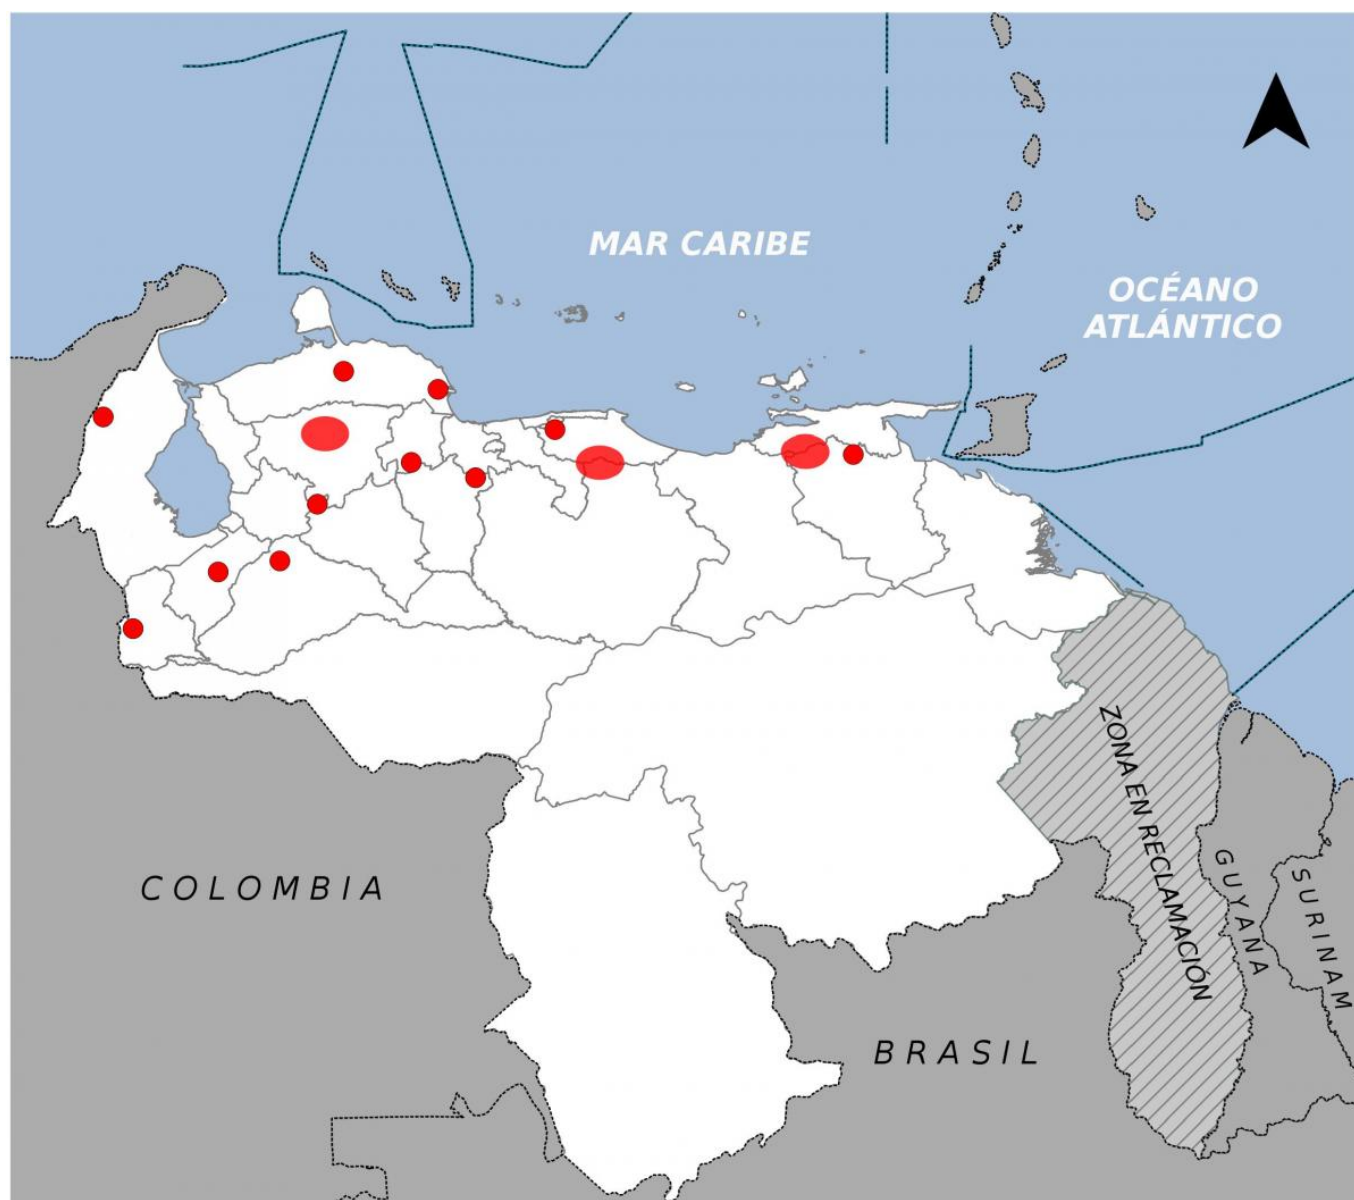 MAR CARIBE
OCÉANO
ATLÁNTICO
ZONA EN RECLAMACIÓN
GUYANA
SURINAM
COLOMBIA
BRASIL